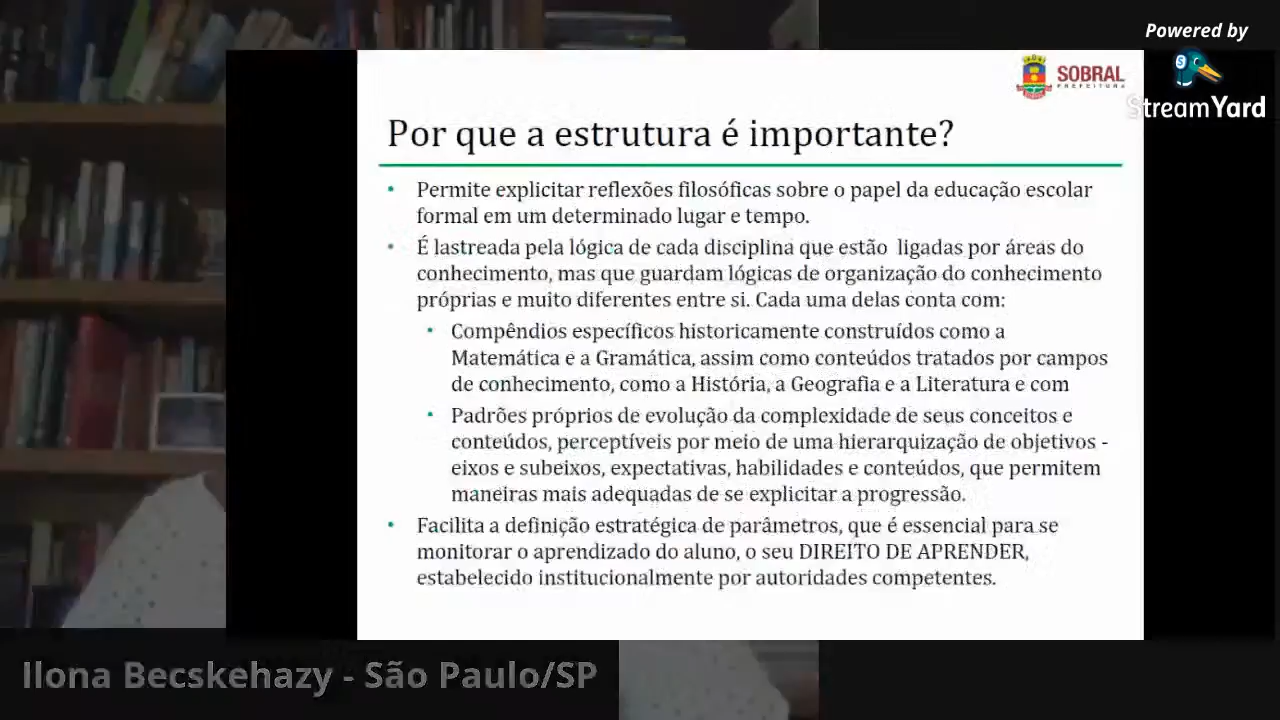 Powered by
StreamYard
SOBRAL
PREFEITURA
Por que a estrutura é importante?
• Permite explicitar reflexões filosóficas sobre o papel da educação escolar
formal em um determinado lugar e tempo.
• É lastreada pela lógica de cada disciplina que estão ligadas por áreas do
conhecimento, mas que guardam lógicas de organização do conhecimento
próprias e muito diferentes entre si. Cada uma delas conta com:
• Compêndios específicos historicamente construídos como a
Matemática e a Gramática, assim como conteúdos tratados por campos
de conhecimento, como a História, a Geografia e a Literatura e com
• Padrões próprios de evolução da complexidade de seus conceitos e
conteúdos, perceptíveis por meio de uma hierarquização de objetivos -
eixos e subeixos, expectativas, habilidades e conteúdos, que permitem
maneiras mais adequadas de se explicitar a progressão.
• Facilita a definição estratégica de parâmetros, que é essencial para se
monitorar o aprendizado do aluno, o seu DIREITO DE APRENDER,
estabelecido institucionalmente por autoridades competentes.
Ilona Becskehazy - São Paulo/SP